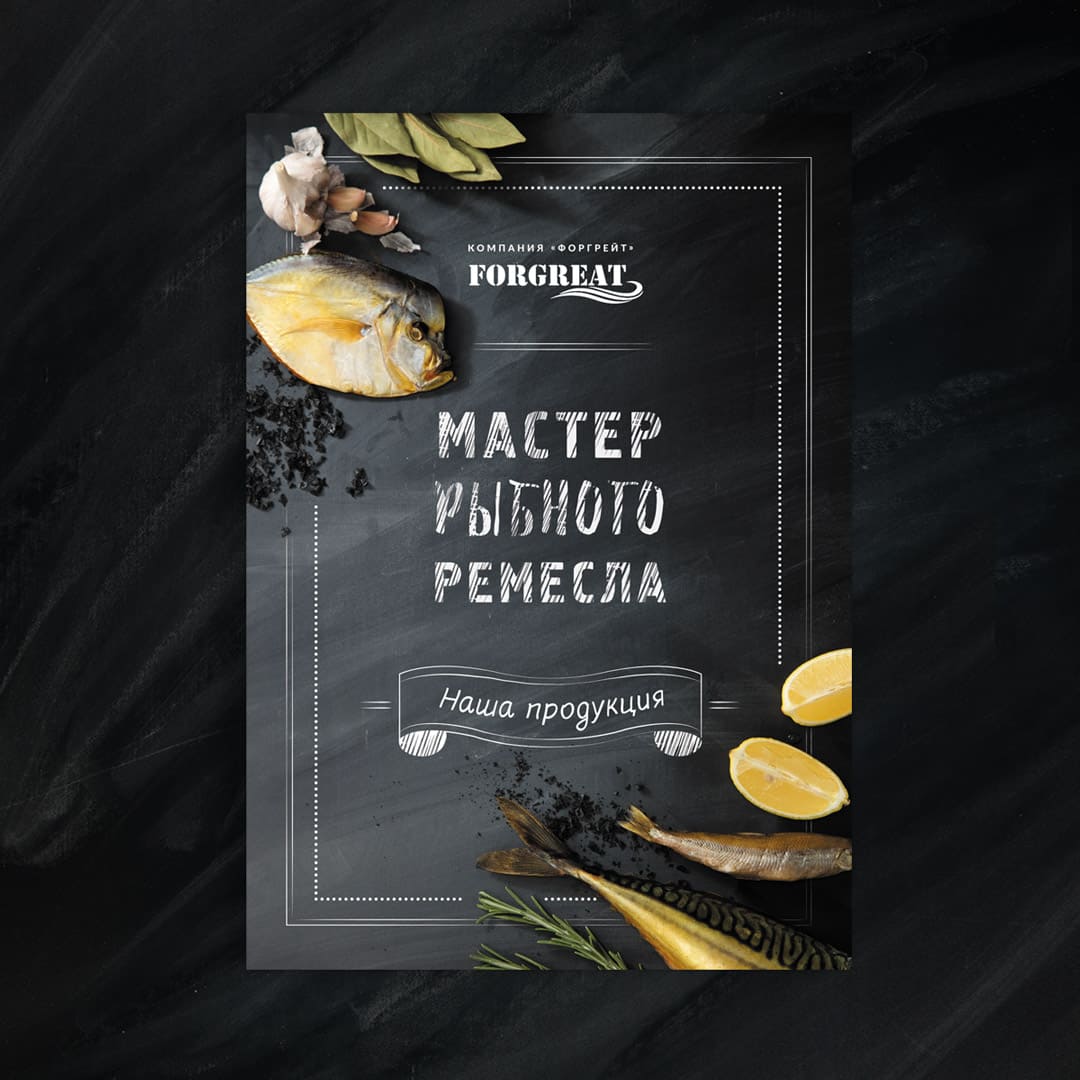 КОМПАНИЯ «ФОРГРЕЙТ»
FORGREAT
МАСТЕР
РЫБНОГО
РЕМЕСЛА
Наша продукция